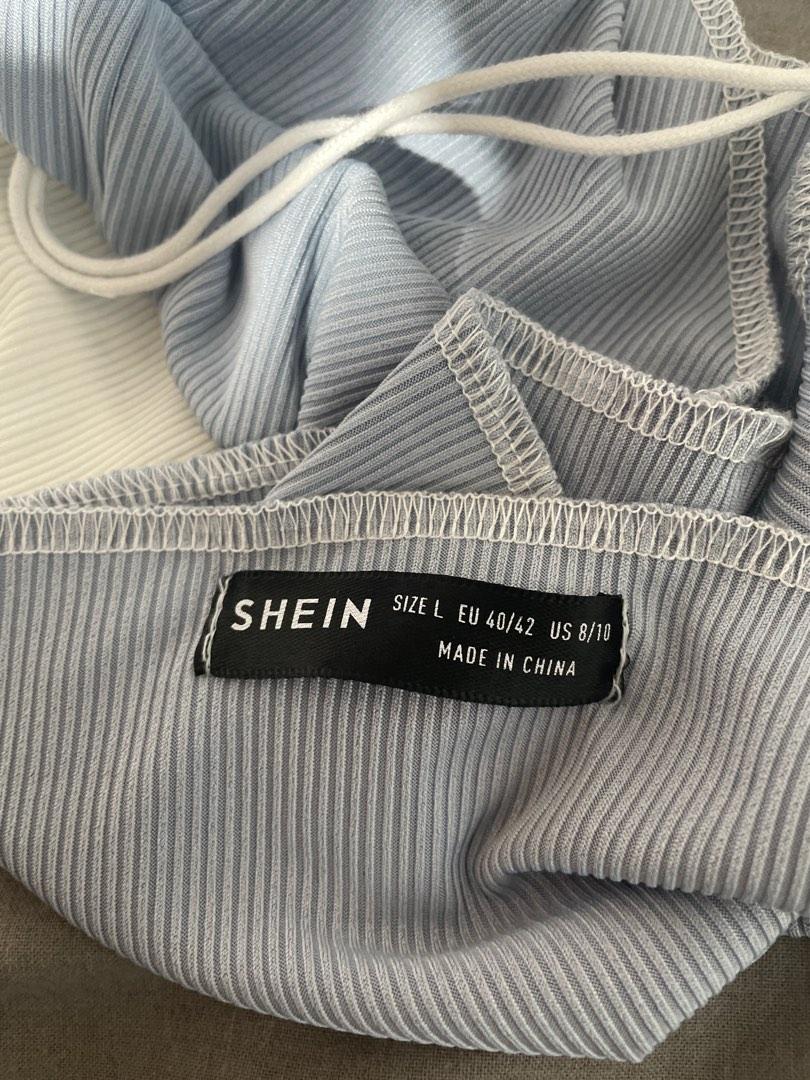 SHEIN SIZE L EU 40/42 US 8/10
MADE IN CHINA